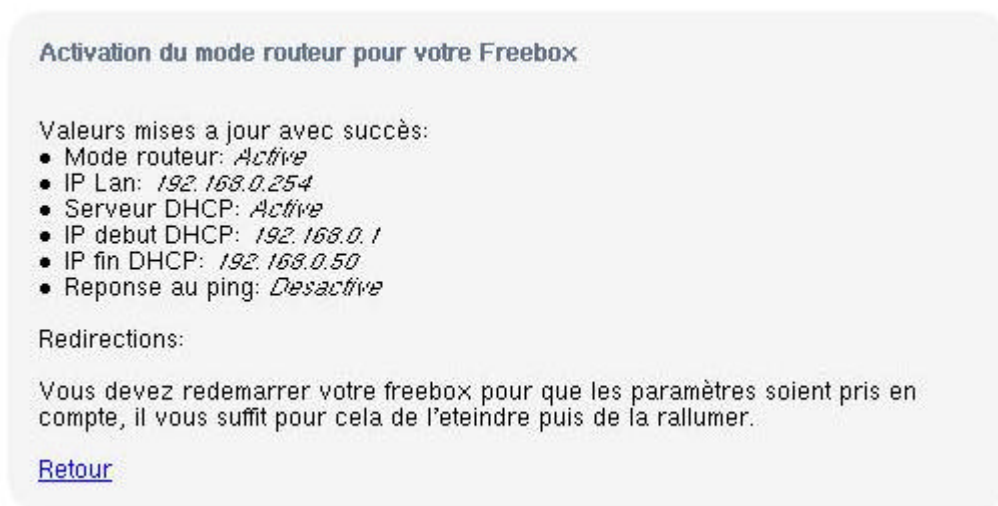 Activation du mode routeur pour votre Freebox
Valeurs mises a jour avec succès:
● Mode routeur: Active
● IP Lan: 192.168.0.254
● Serveur DHCP: Active
● IP debut DHCP: 192.168.0.1
● IP fin DHCP: 192.168.0.50
● Reponse au ping: Desactive
Redirections:
Vous devez redemarrer votre freebox pour que les paramètres soient pris en
compte, il vous suffit pour cela de l'eteindre puis de la rallumer.
Retour